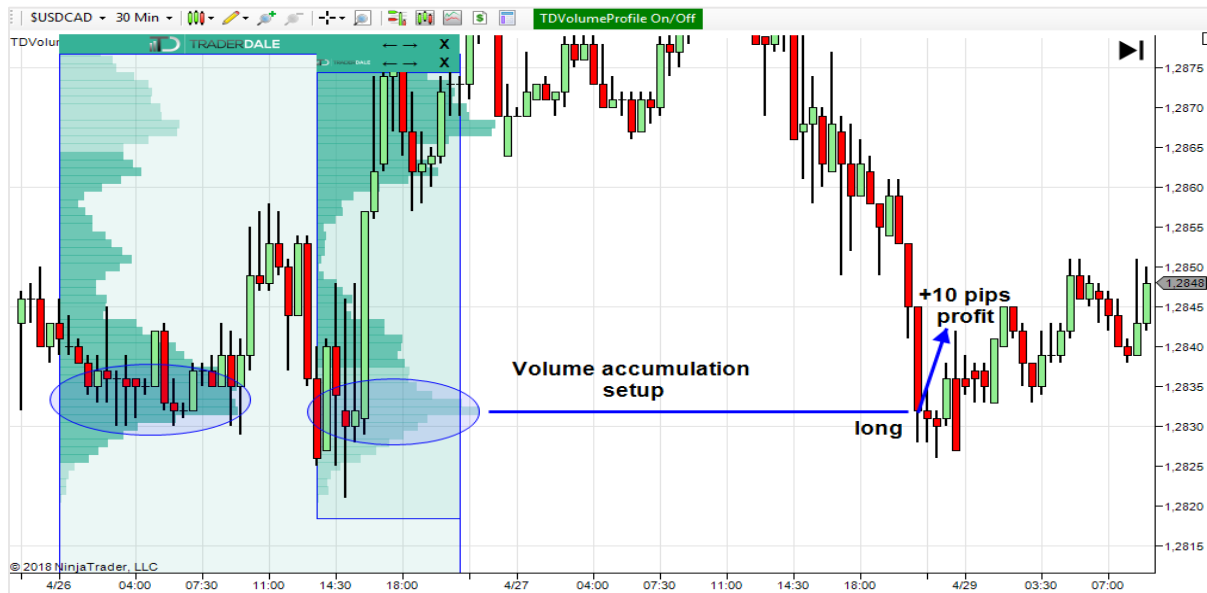 $USDCAD 30 Min TDVolumeProfile On/Off
TDVolur
TRADERDALE ← → X
TRADERDALE ← → X
1,2875
1,2870
1,2865
1,2860
1,2855
1,2850
1,2848
1,2845
1,2840
1,2835
1,2830
1,2825
1,2820
1,2815
+10 pips
profit
Volume accumulation
setup
long
© 2018 NinjaTrader, LLC
4/26 04:00 07:30 11:00 14:30 18:00 4/27 04:00 07:30 11:00 14:30 18:00 4/29 03:30 07:00